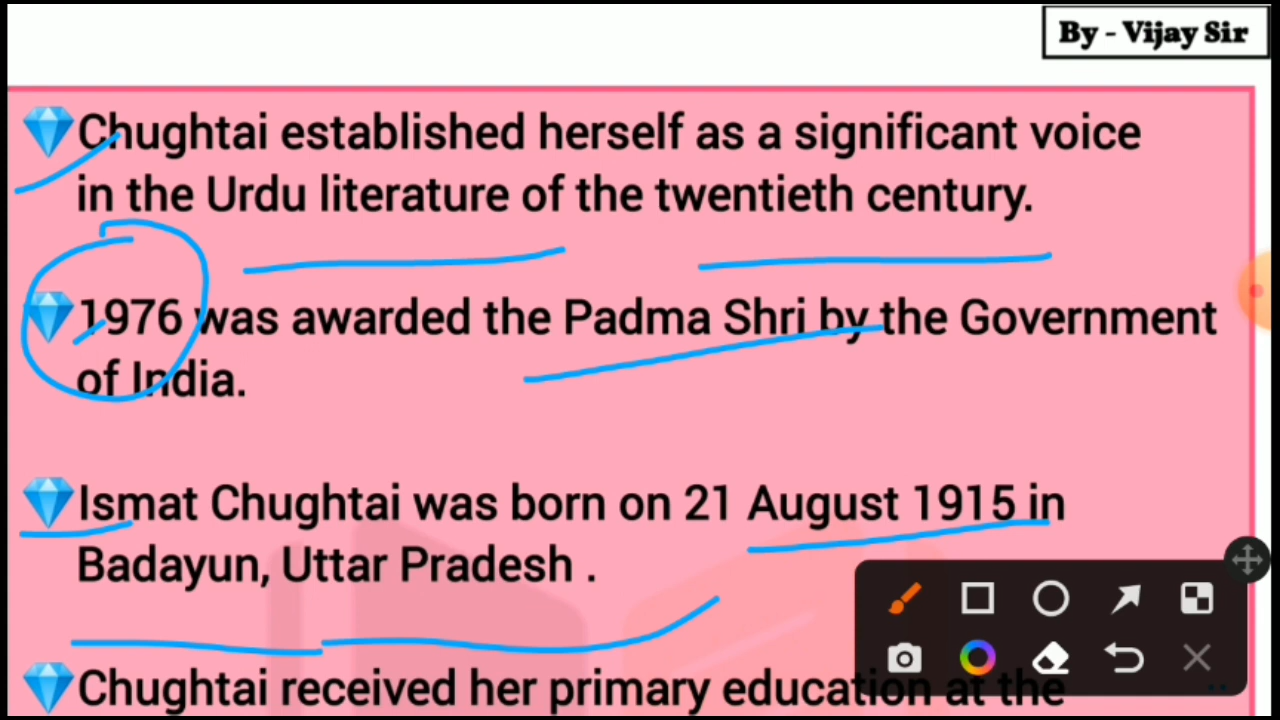 By - Vijay Sir
Chughtai established herself as a significant voice
in the Urdu literature of the twentieth century.
1976 was awarded the Padma Shri by the Government
of India.
Ismat Chughtai was born on 21 August 1915 in
Badayun, Uttar Pradesh .
Chughtai received her primary education at the